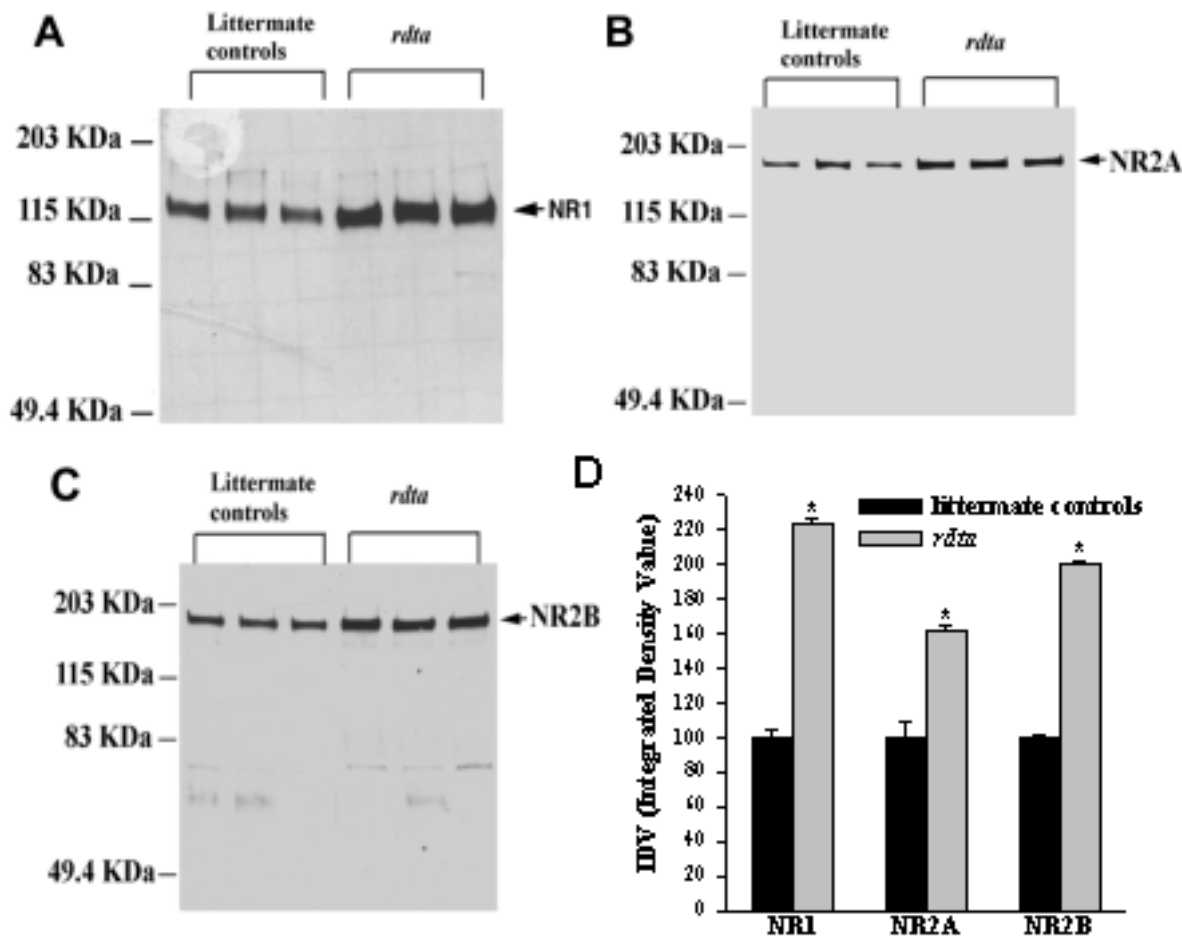 A
Littermate
controls
rdta
203 KDa
115 KDa
83 KDa
49.4 KDa
NR1
B
Littermate
controls
rdta
203 KDa
115 KDa
83 KDa
49.4 KDa
NR2A
C
Littermate
controls
rdta
203 KDa
115 KDa
83 KDa
49.4 KDa
NR2B
D
IDV (Integrated Density Value)
240
220
200
180
160
140
120
100
80
60
40
20
0
littermate controls
rdta
*
*
*
NR1 NR2A NR2B